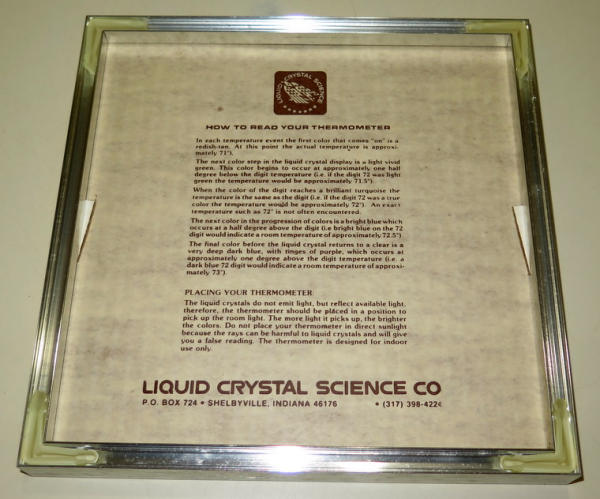 LIQUID CRYSTAL SCIENCE
HOW TO READ YOUR THERMOMETER
In each temperature event the first color that comes "on" is a
redish-tan. At this point the actual temperature is approxi-
mately 71°).
The next color step in the liquid crystal display is a light vivid
green. This color begins to occur at approximately one half
degree below the digit temperature (i.e. if the digit 72 was light
green the temperature would be approximately 71.5°).
When the color of the digit reaches a brilliant turquoise the
temperature is the same as the digit (i.e. if the digit 72 was a true
color the temperature would be approximately 72°). An exact
temperature such as 72° is not often encountered.
The next color in the progression of colors is a bright blue which
occurs at a half degree above the digit (i.e bright blue on the 72
digit would indicate a room temperature of approximately 72.5°).
The final color before the liquid crystal returns to a clear is a
very deep dark blue, with tinges of purple, which occurs at
approximately one degree above the digit temperature (i.e. a
dark blue 72 digit would indicate a room temperature of approxi-
mately 73°).
PLACING YOUR THERMOMETER
The liquid crystals do not emit light, but reflect available light,
therefore, the thermometer should be placed in a position to
pick up the room light. The more light it picks up, the brighter
the colors. Do not place your thermometer in direct sunlight
because the rays can be harmful to liquid crystals and will give
you a false reading. The thermometer is designed for indoor
use only.
LIQUID CRYSTAL SCIENCE CO
P.O. BOX 724 • SHELBYVILLE, INDIANA 46176 • (317) 398-4224